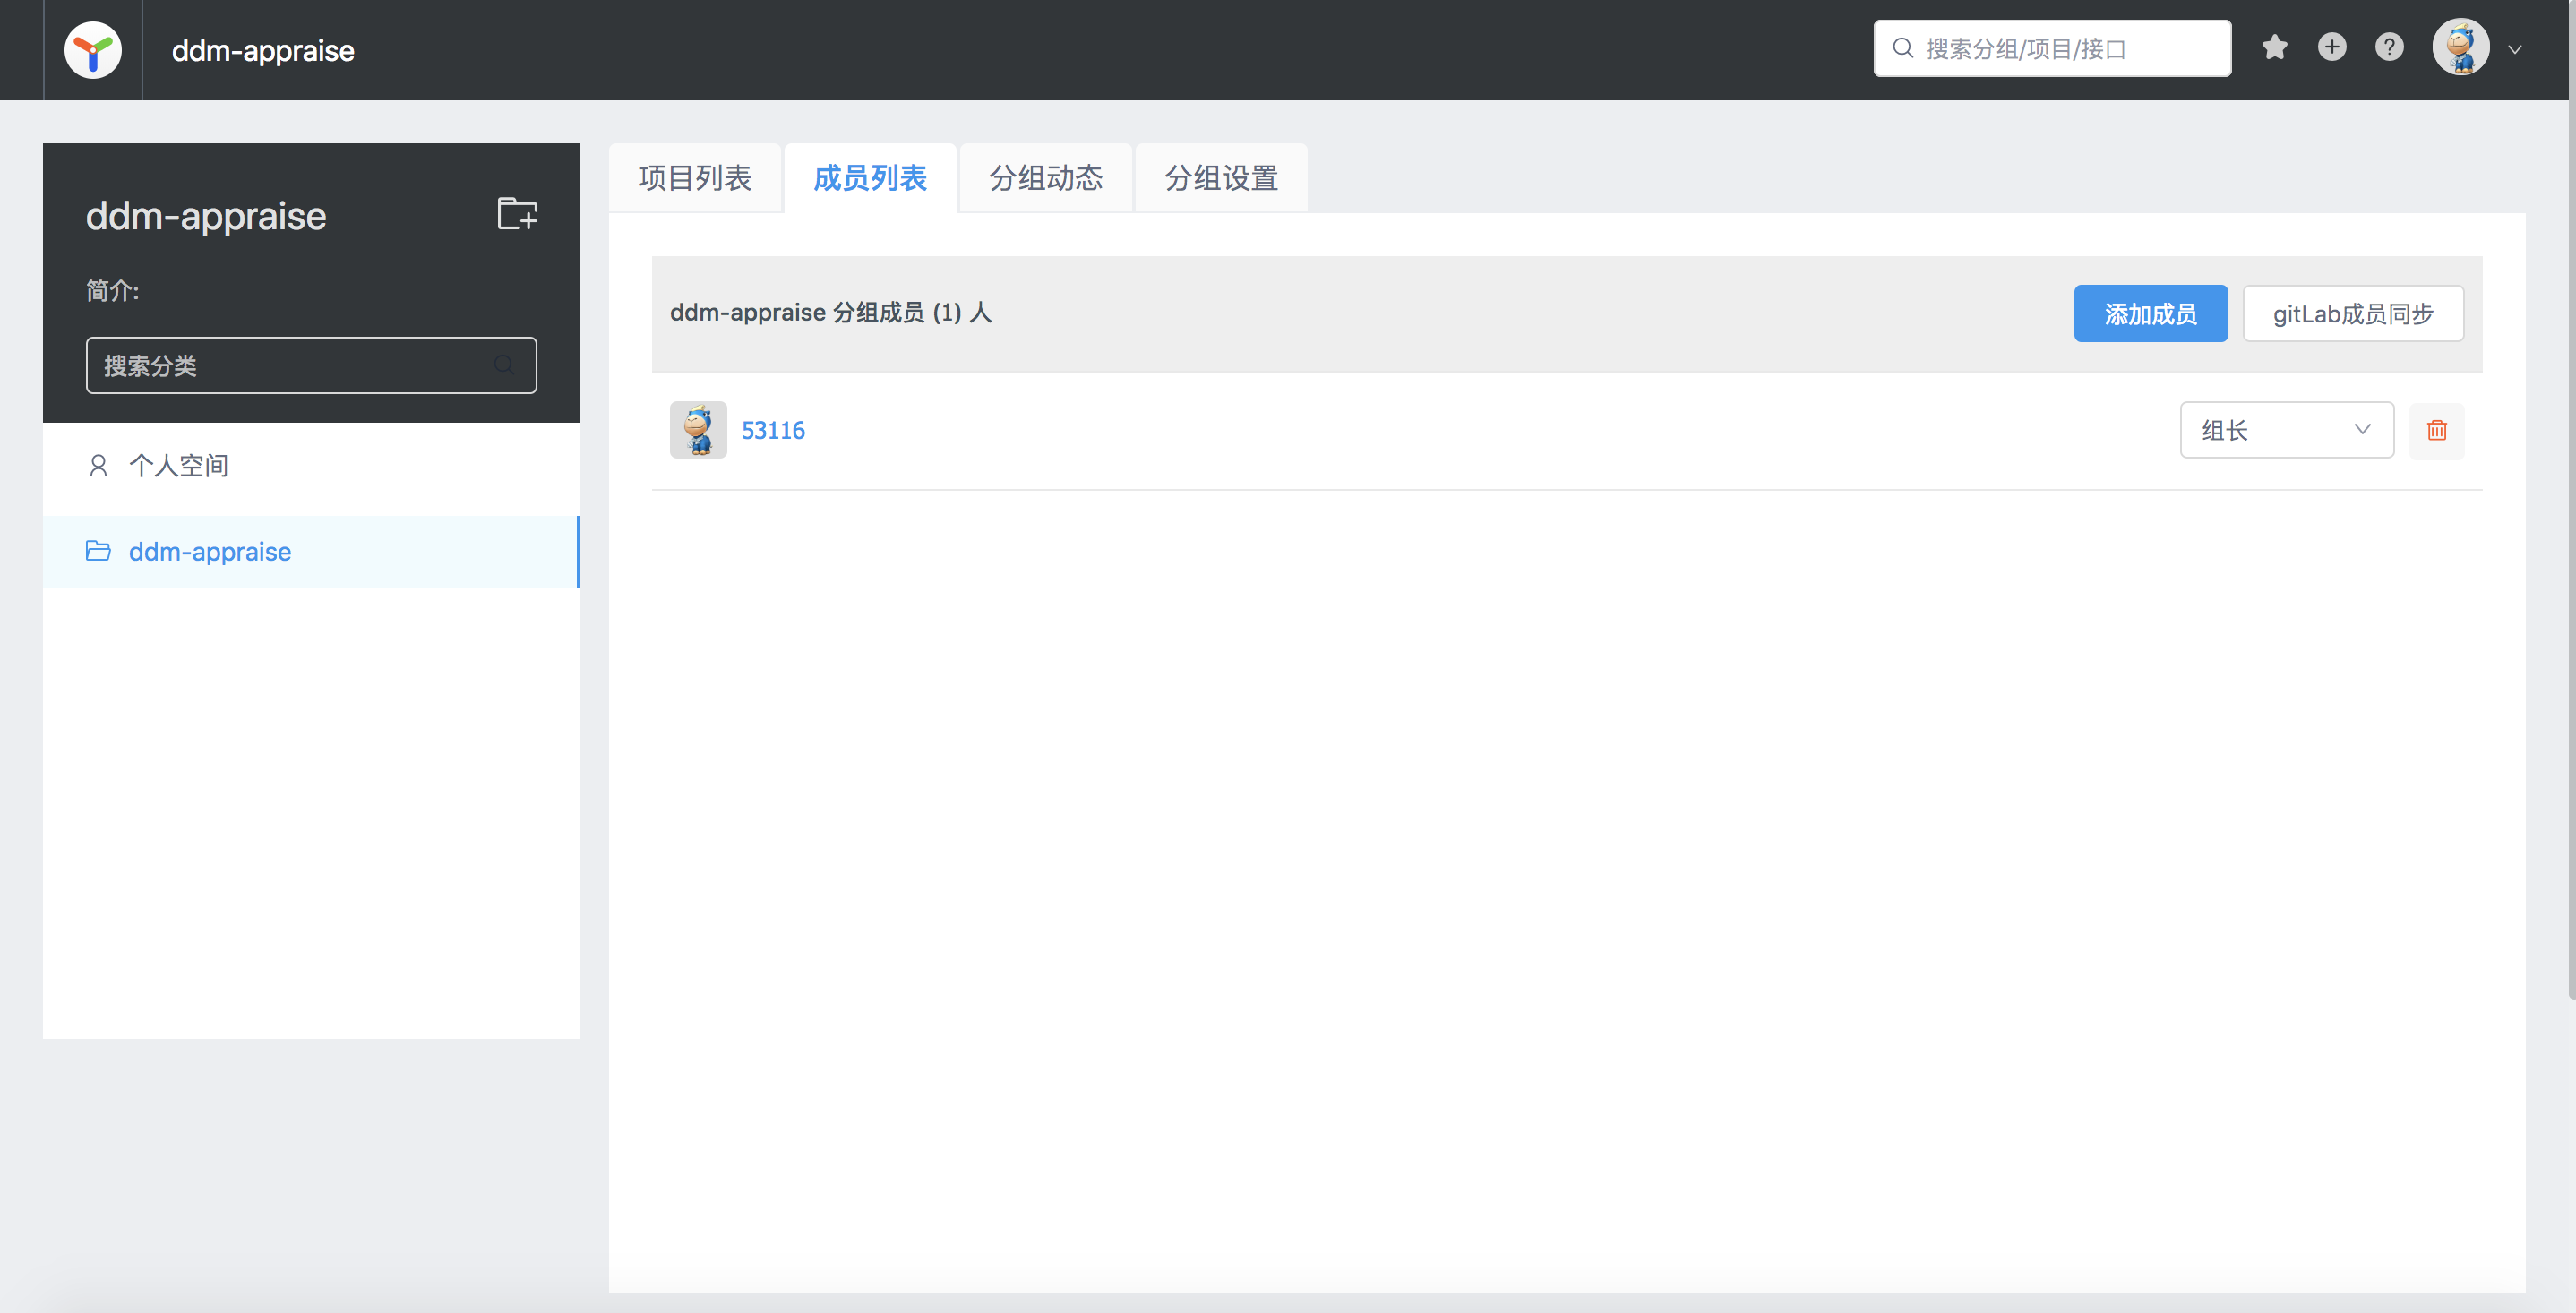 ddm-appraise
搜索分组/项目/接口
ddm-appraise
简介:
搜索分类
个人空间
ddm-appraise
项目列表
成员列表
分组动态
分组设置
ddm-appraise 分组成员 (1) 人
添加成员
gitLab成员同步
53116
组长